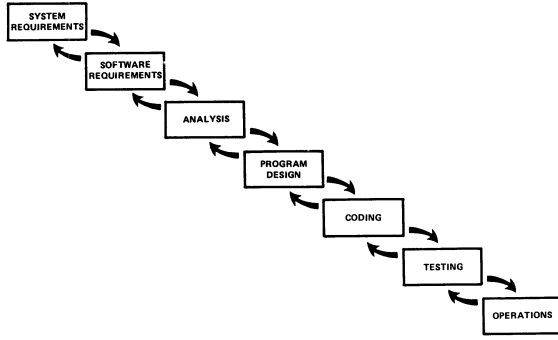 SYSTEM
REQUIREMENTS
SOFTWARE
REQUIREMENTS
ANALYSIS
PROGRAM
DESIGN
CODING
TESTING
OPERATIONS